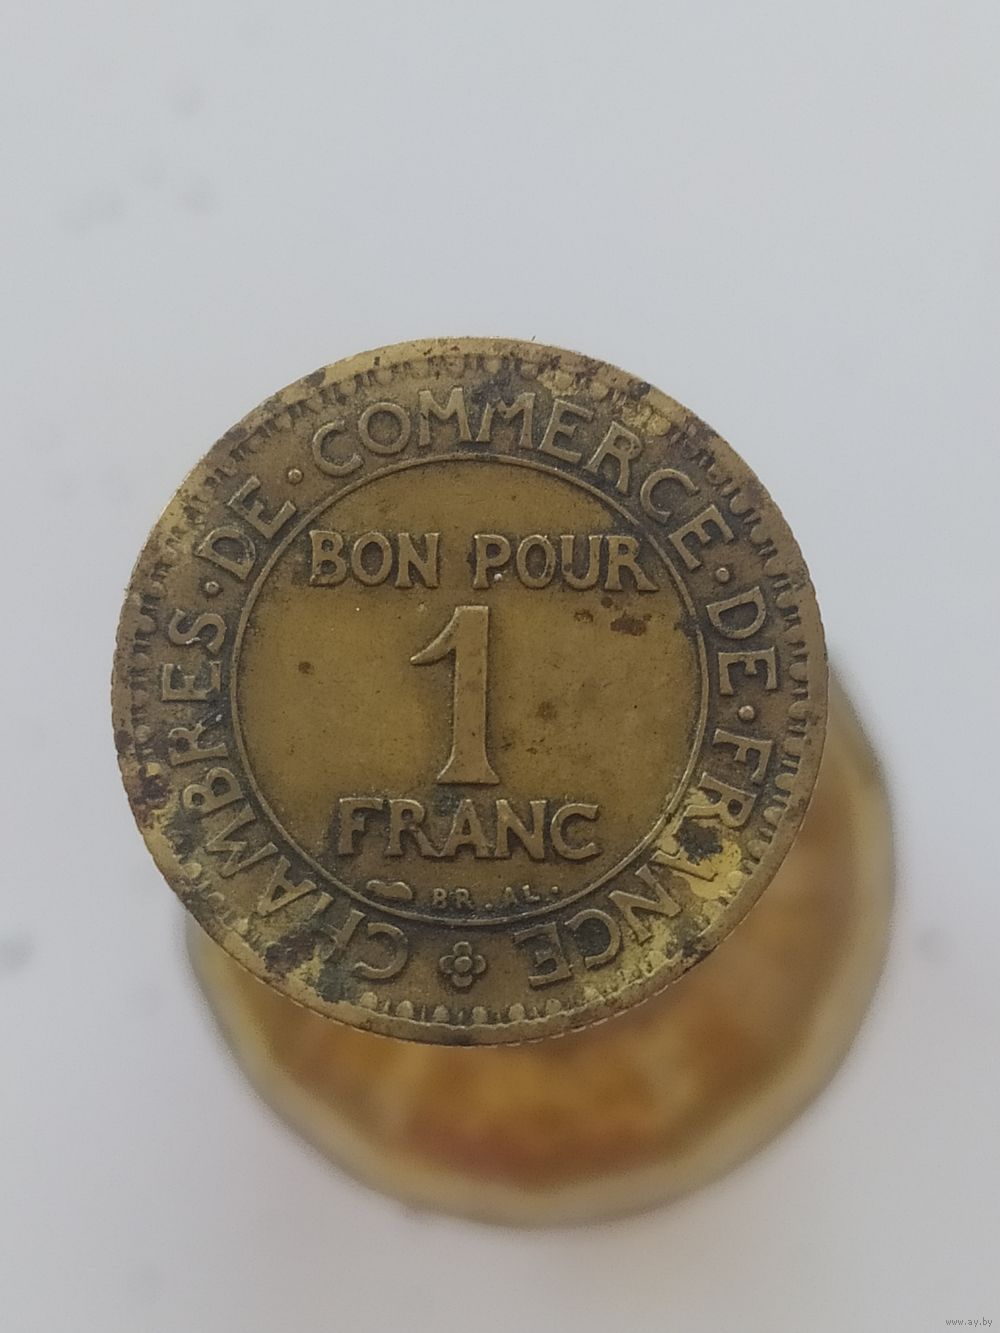 CHAMBRES · DE · COMMERCE · DE · FRANCE
BON POUR
1
FRANC
BR . AL .
www.ay.by